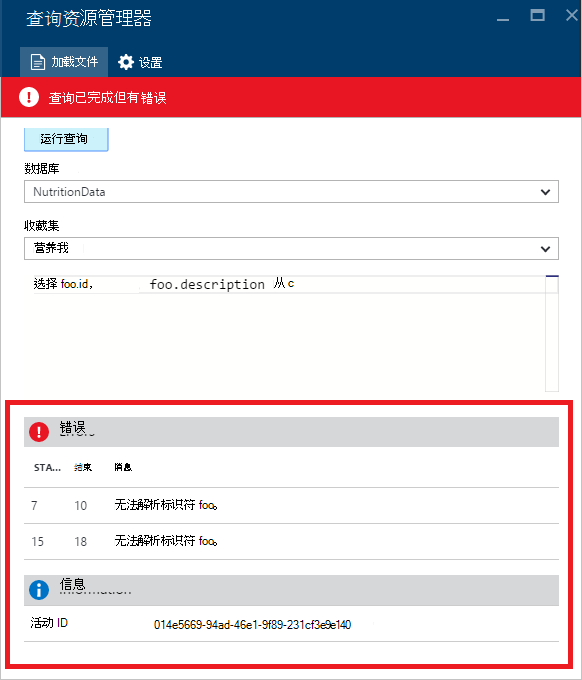 查询资源管理器
加载文件 设置
查询已完成但有错误
运行查询
数据库
NutritionData
收藏集
营养我
选择 foo.id, foo.description 从 c
错误
STA... 结束 消息
7 10 无法解析标识符 foo。
15 18 无法解析标识符 foo。
信息
活动 ID 014e5669-94ad-46e1-9f89-231cf3e9e140